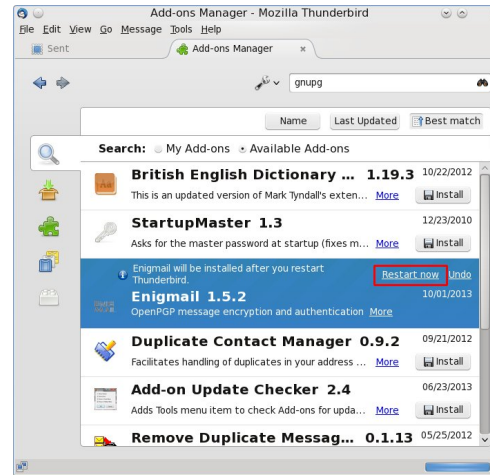 Add-ons Manager - Mozilla Thunderbird
File Edit View Go Message Tools Help
Sent
Add-ons Manager ×
gnupg
Name Last Updated Best match
Search: My Add-ons Available Add-ons
British English Dictionary ... 1.19.3 10/22/2012
This is an updated version of Mark Tyndall's exten... More Install
StartupMaster 1.3 12/23/2010
Asks for the master password at startup (fixes m... More Install
Enigmail will be installed after you restart
Thunderbird. Restart now Undo
Enigmail 1.5.2 10/01/2013
OpenPGP message encryption and authentication More
Duplicate Contact Manager 0.9.2 09/21/2012
Facilitates handling of duplicates in your address ... More Install
Add-on Update Checker 2.4 06/23/2013
Adds Tools menu item to check Add-ons for upda... More Install
Remove Duplicate Messag... 0.1.13 05/25/2012